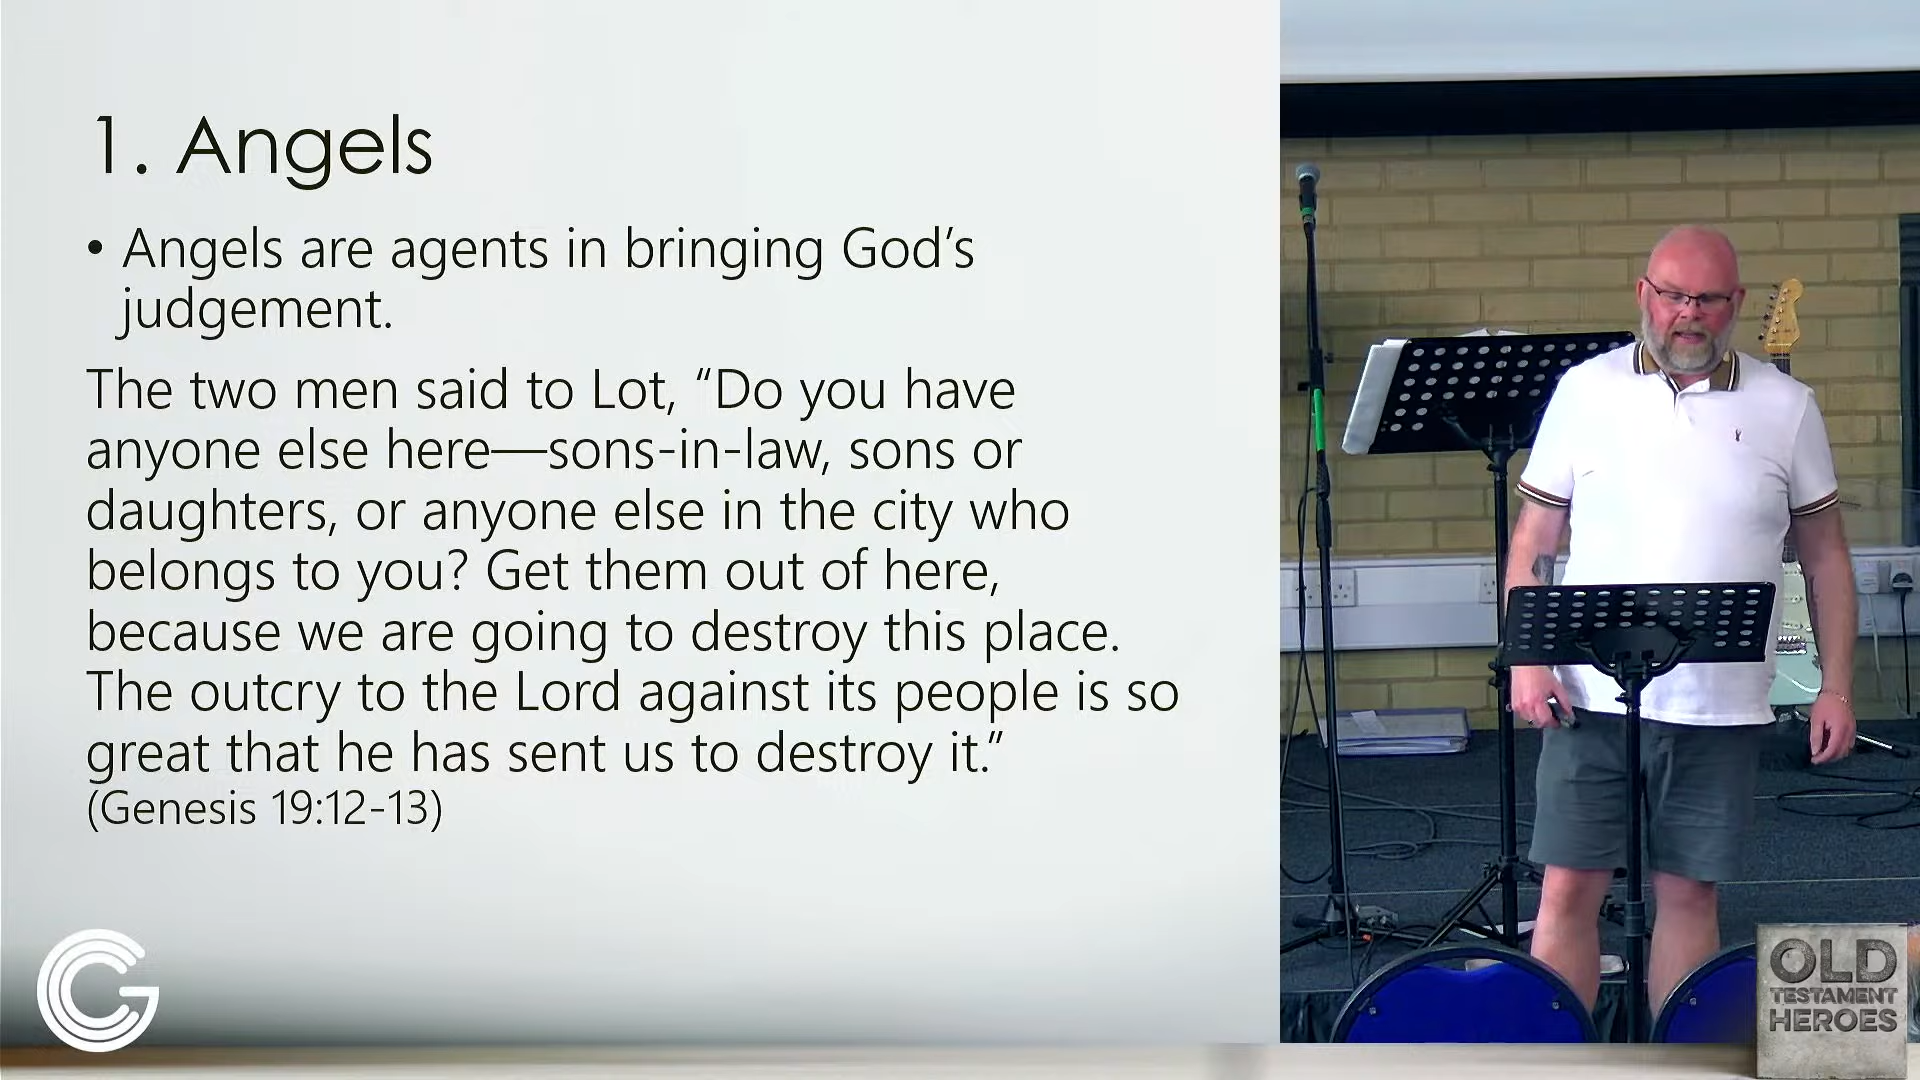 1. Angels
• Angels are agents in bringing God’s
judgement.
The two men said to Lot, “Do you have
anyone else here—sons-in-law, sons or
daughters, or anyone else in the city who
belongs to you? Get them out of here,
because we are going to destroy this place.
The outcry to the Lord against its people is so
great that he has sent us to destroy it.”
(Genesis 19:12-13)
OLD
TESTAMENT
HEROES